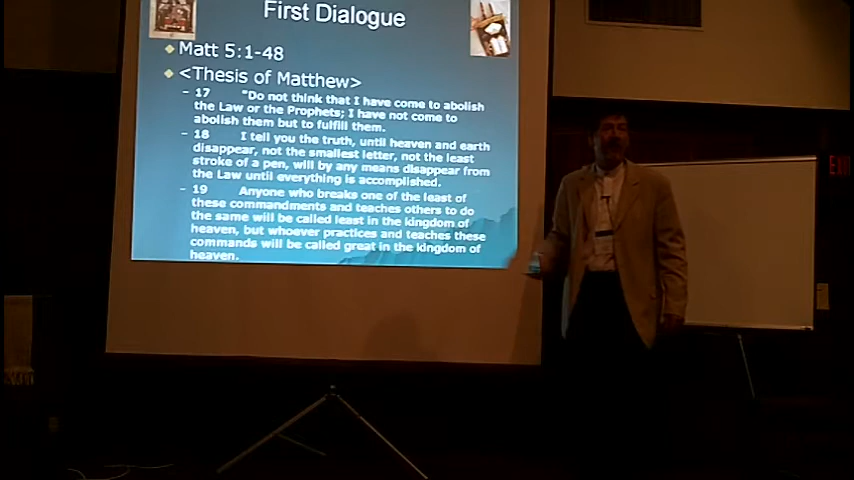 First Dialogue
Matt 5:1-48
<Thesis of Matthew>
– 17 "Do not think that I have come to abolish
the Law or the Prophets; I have not come to
abolish them but to fulfill them.
– 18 I tell you the truth, until heaven and earth
disappear, not the smallest letter, not the least
stroke of a pen, will by any means disappear from
the Law until everything is accomplished.
– 19 Anyone who breaks one of the least of
these commandments and teaches others to do
the same will be called least in the kingdom of
heaven, but whoever practices and teaches these
commands will be called great in the kingdom of
heaven.
EXIT